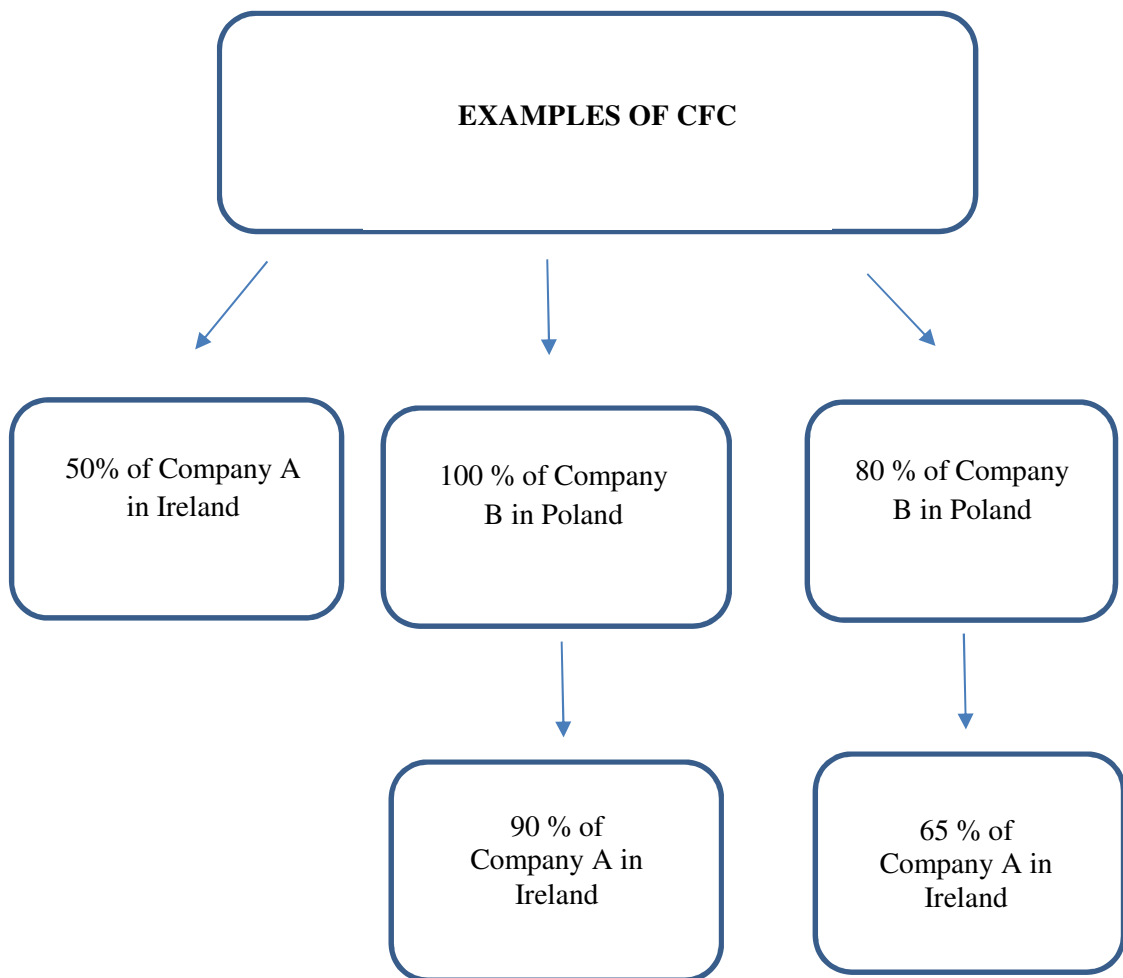 EXAMPLES OF CFC
50% of Company A
in Ireland
100 % of Company
B in Poland
80 % of Company
B in Poland
90 % of
Company A in
Ireland
65 % of
Company A in
Ireland